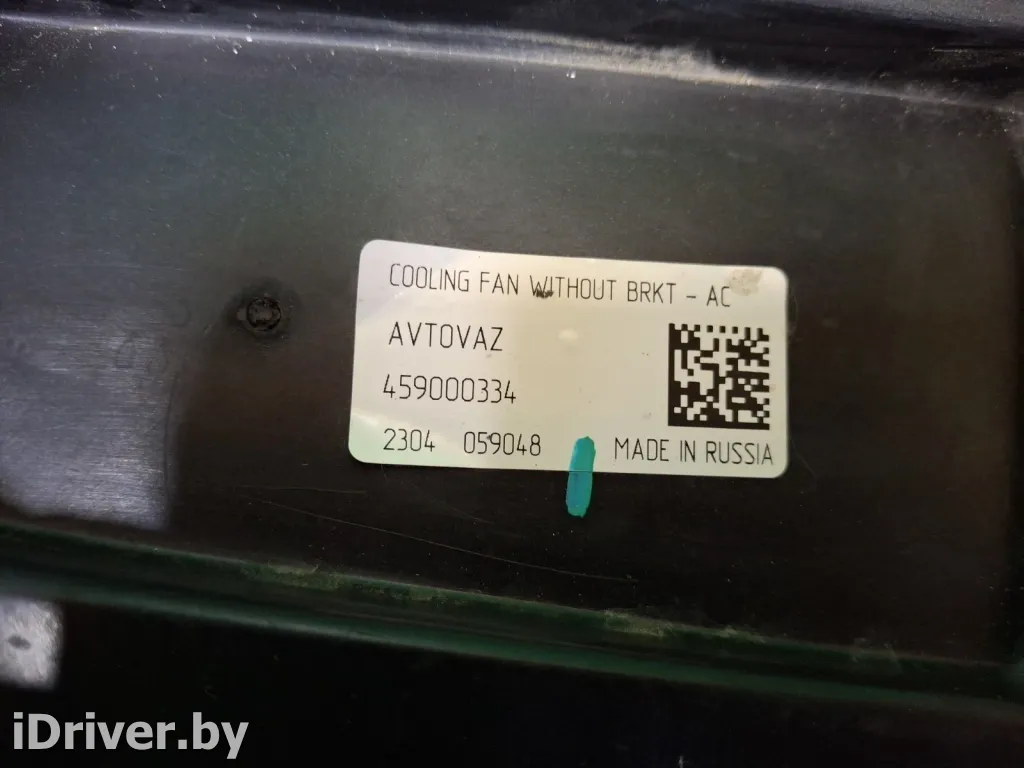 COOLING FAN WITHOUT BRKT - AC
AVTOVAZ
459000334
2304 059048 MADE IN RUSSIA
iDriver.by